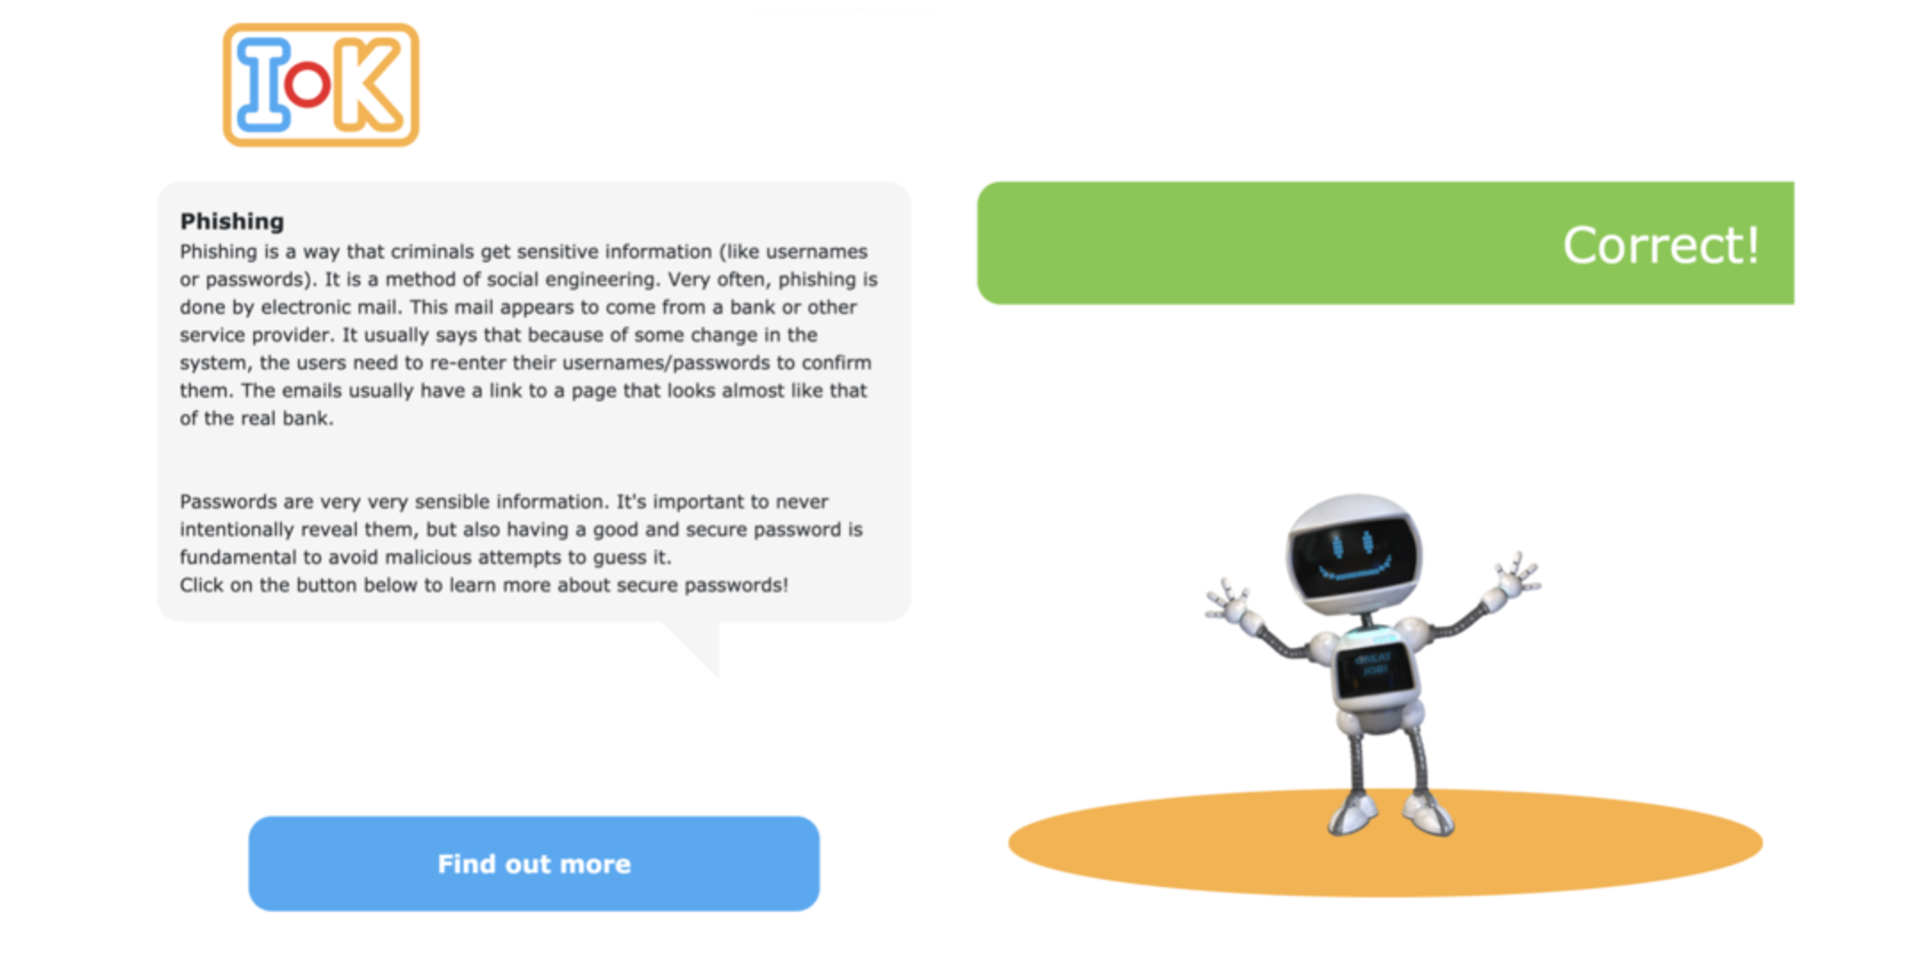 IoK
Phishing
Phishing is a way that criminals get sensitive information (like usernames
or passwords). It is a method of social engineering. Very often, phishing is
done by electronic mail. This mail appears to come from a bank or other
service provider. It usually says that because of some change in the
system, the users need to re-enter their usernames/passwords to confirm
them. The emails usually have a link to a page that looks almost like that
of the real bank.
Passwords are very very sensible information. It's important to never
intentionally reveal them, but also having a good and secure password is
fundamental to avoid malicious attempts to guess it.
Click on the button below to learn more about secure passwords!
Find out more
Correct!
GREAT
JOB!